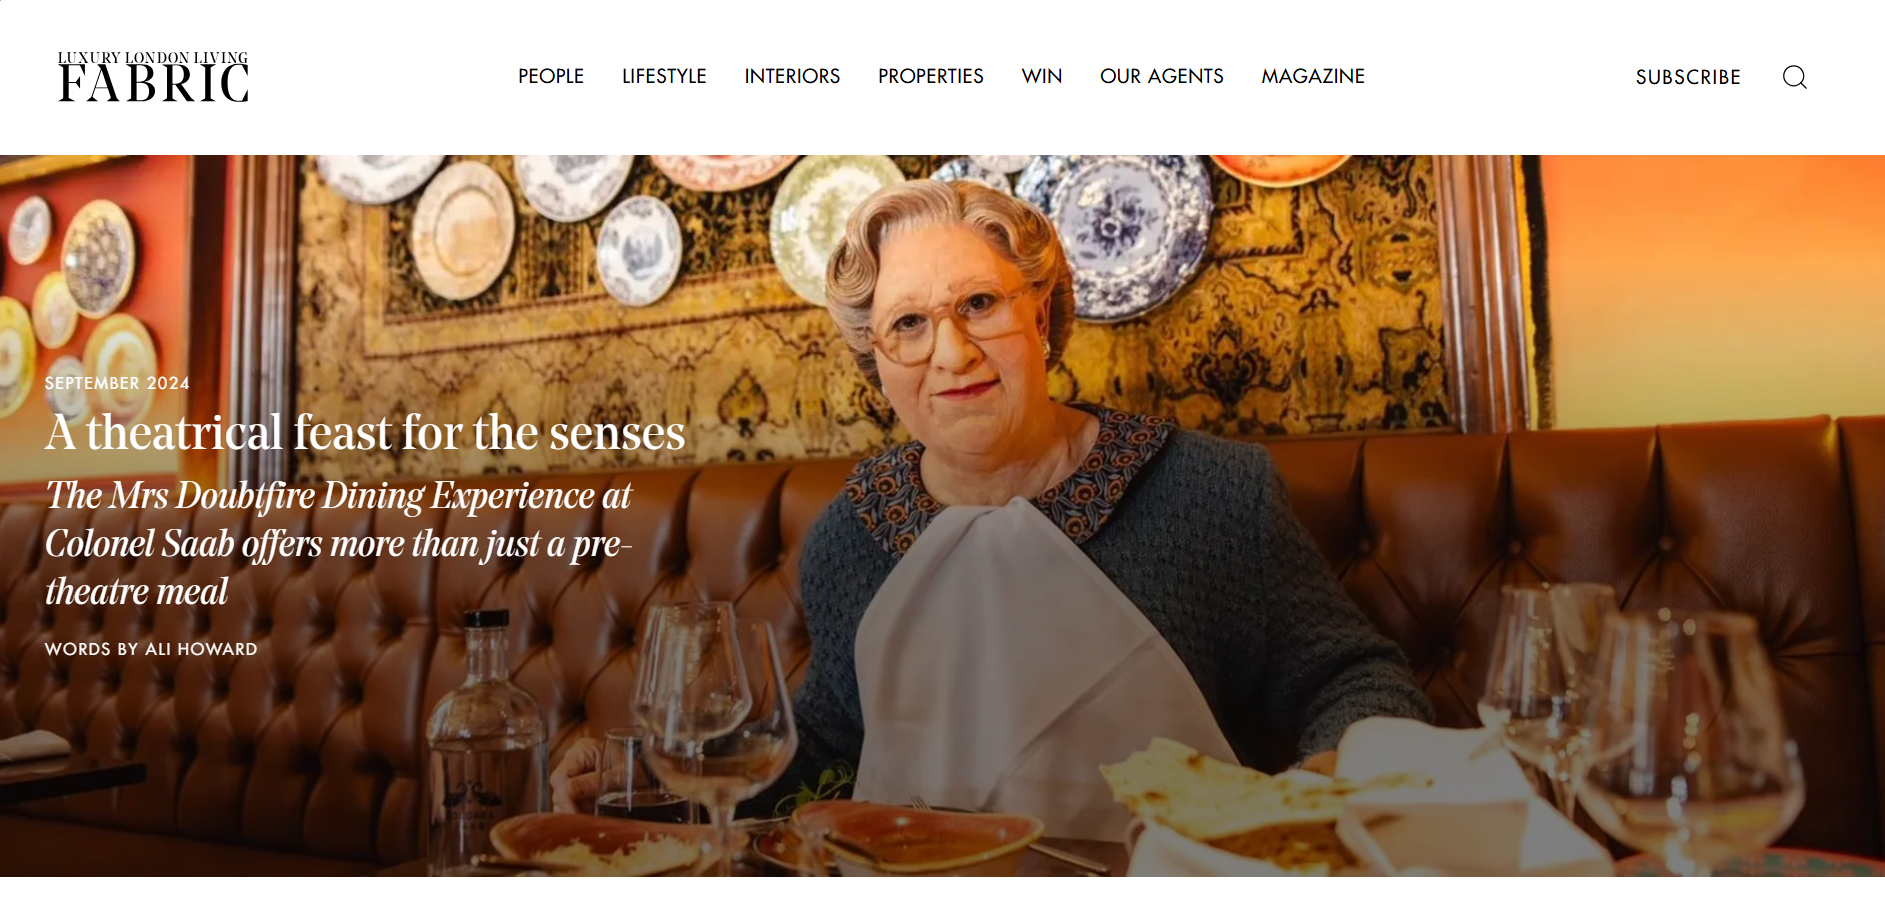 LUXURY LONDON LIVING
FABRIC
PEOPLE LIFESTYLE INTERIORS PROPERTIES WIN OUR AGENTS MAGAZINE
SUBSCRIBE
SEPTEMBER 2024
A theatrical feast for the senses
The Mrs Doubtfire Dining Experience at
Colonel Saab offers more than just a pre-
theatre meal
WORDS BY ALI HOWARD